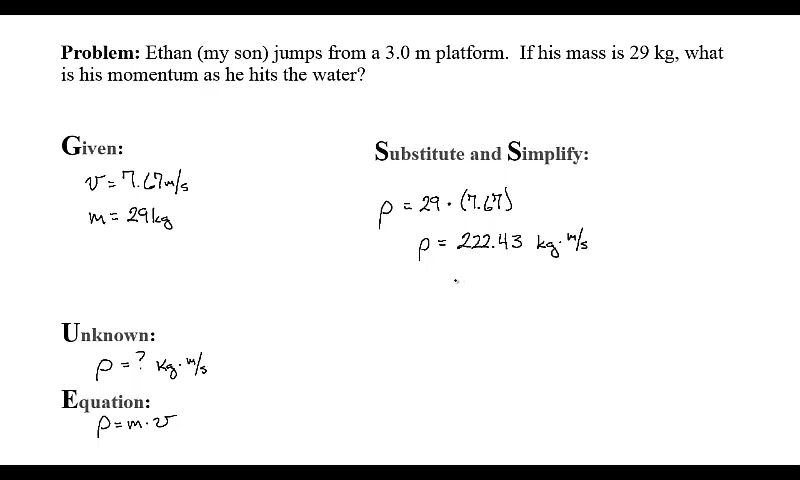 Problem: Ethan (my son) jumps from a 3.0 m platform. If his mass is 29 kg, what
is his momentum as he hits the water?
Given:
v = 7.67 m/s
m = 29 kg
Substitute and Simplify:
p = 29 · (7.67)
p = 222.43 kg · m/s
Unknown:
p = ? kg · m/s
Equation:
p = m · v